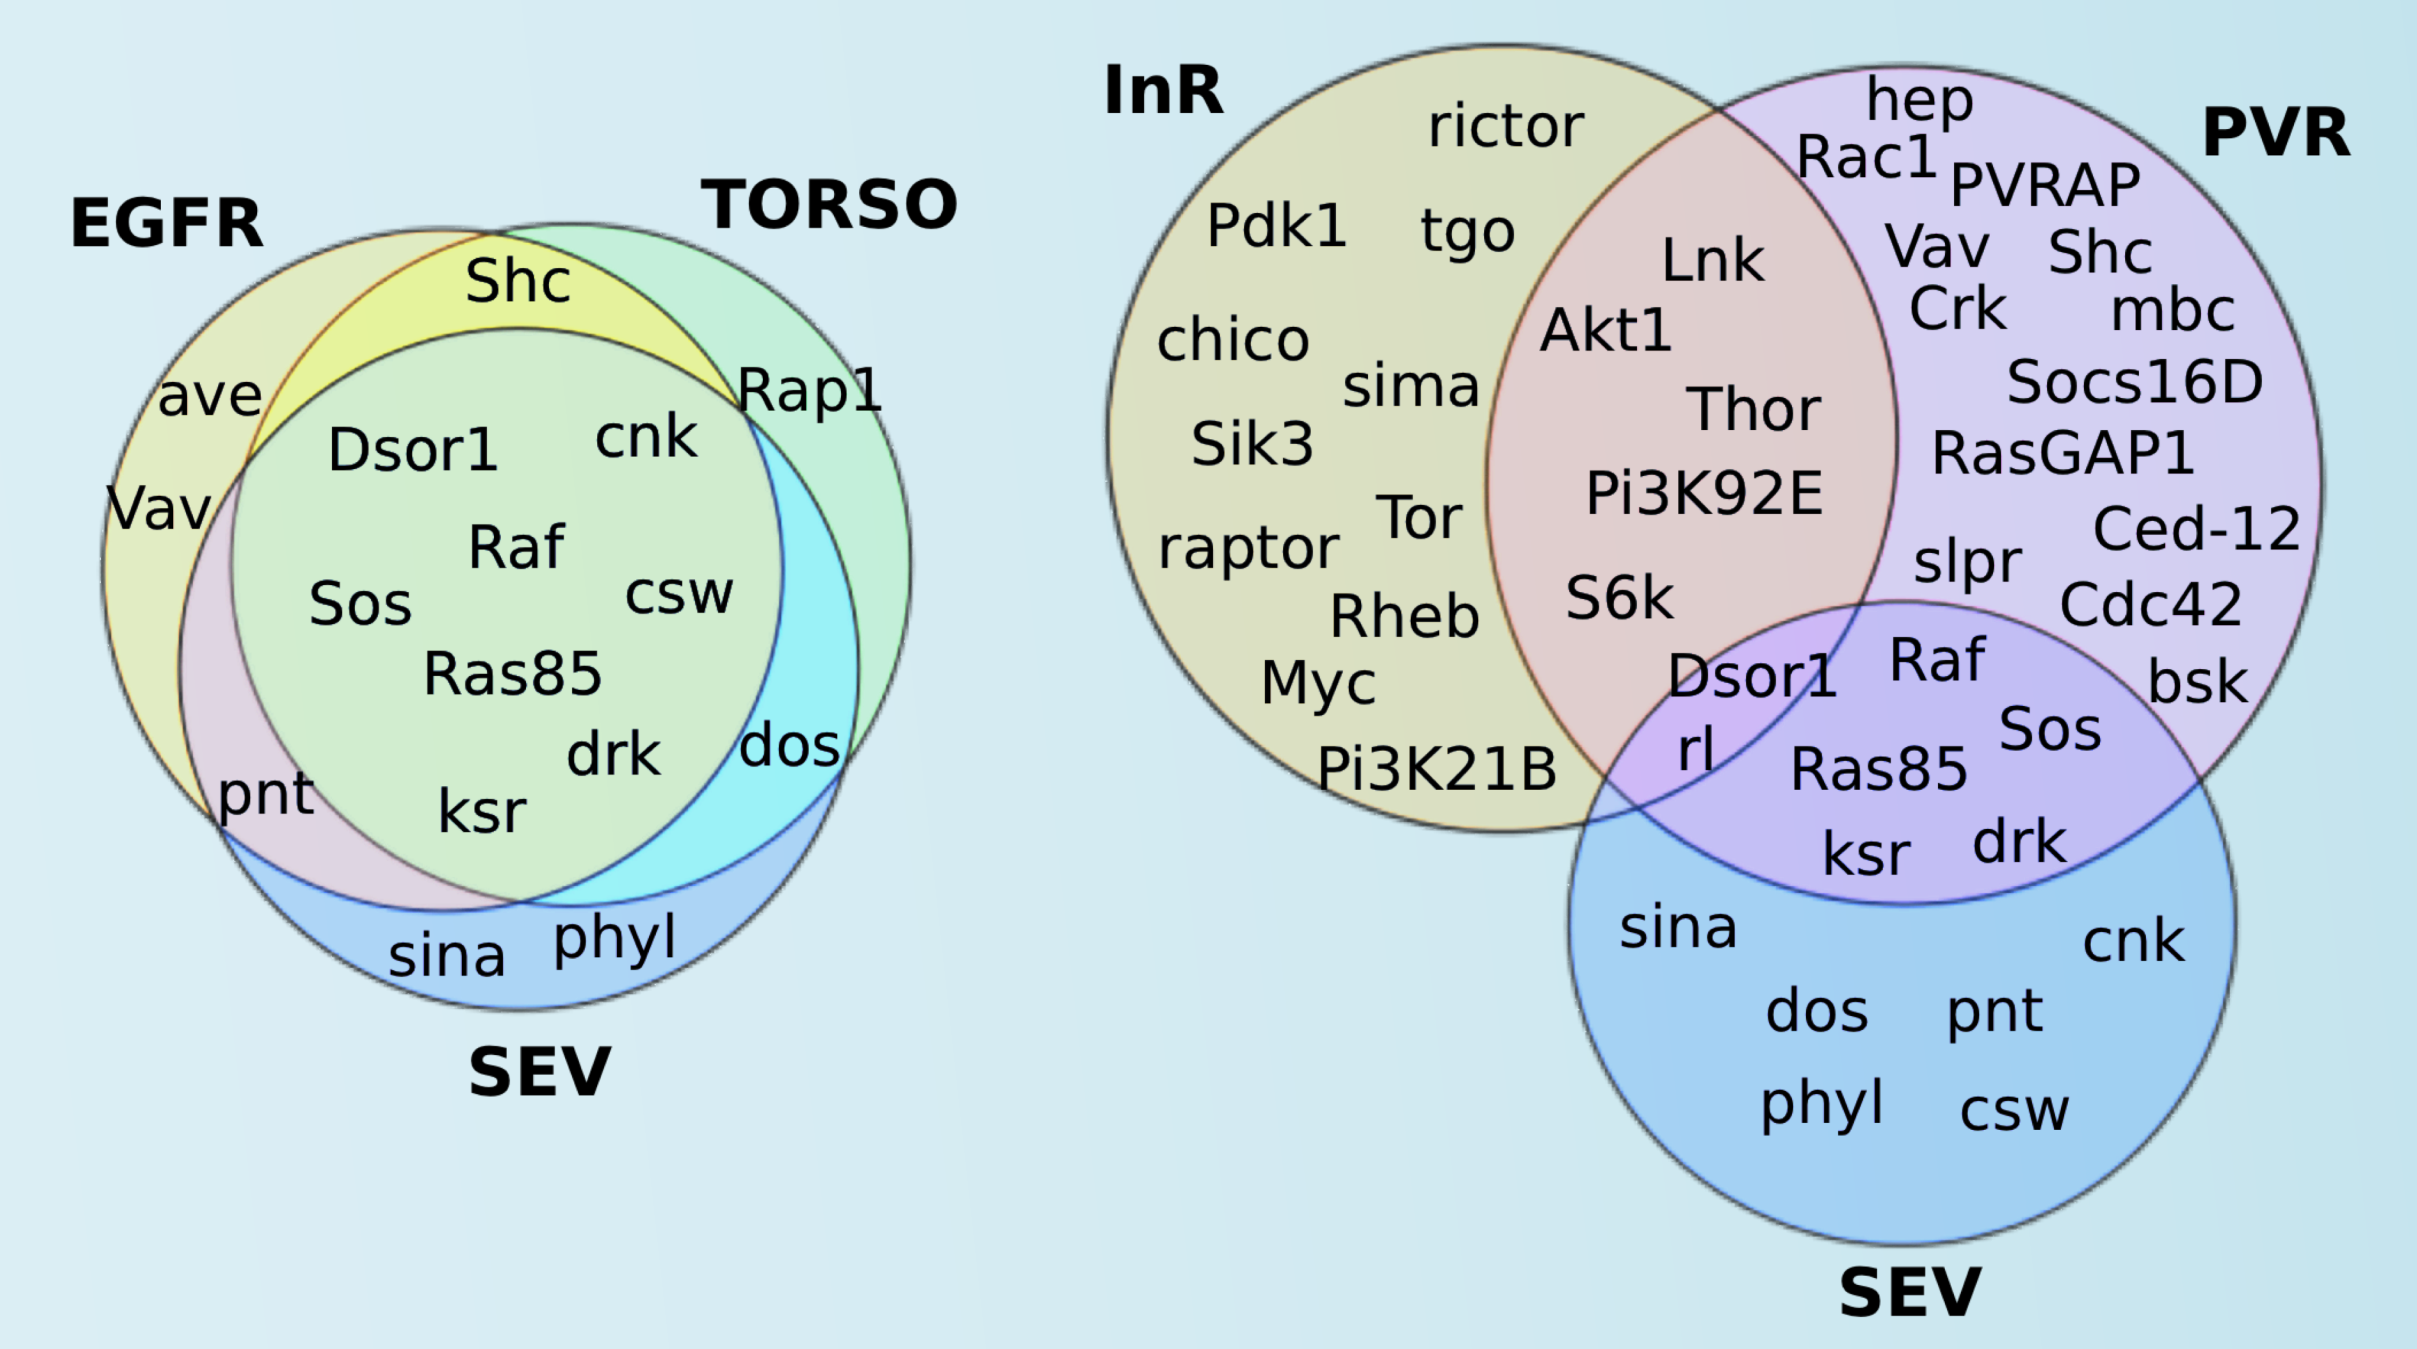 EGFR
TORSO
Shc
ave
Rap1
Dsor1
cnk
Vav
Raf
Sos
csw
Ras85
drk
dos
pnt
ksr
sina
phyl
SEV
InR
PVR
rictor
Pdk1
tgo
chico
sima
Sik3
Tor
raptor
Rheb
Myc
Pi3K21B
Lnk
Akt1
Thor
Pi3K92E
S6k
Dsor1
rl
hep
Rac1
PVRAP
Vav
Shc
Crk
mbc
Socs16D
RasGAP1
Ced-12
slpr
Cdc42
bsk
Raf
Sos
Ras85
ksr
drk
sina
cnk
dos
pnt
phyl
csw
SEV